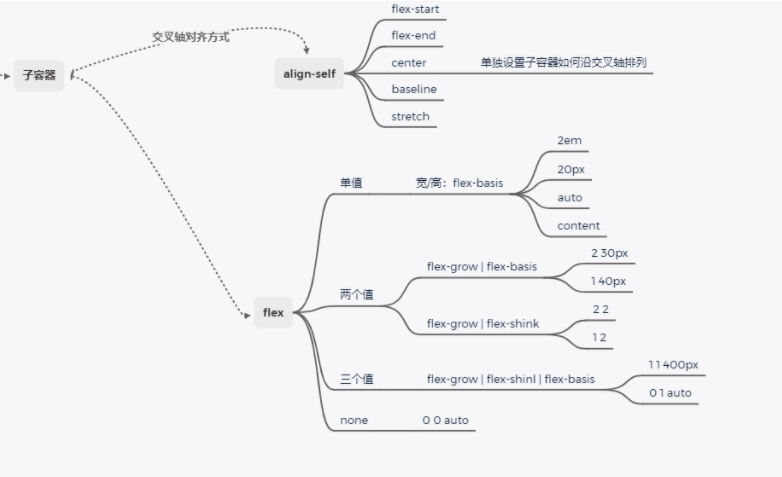 子容器
交叉轴对齐方式
align-self
flex-start
flex-end
center
单独设置子容器如何沿交叉轴排列
baseline
stretch
flex
单值
宽/高：flex-basis
2em
20px
auto
content
两个值
flex-grow | flex-basis
2 30px
1 40px
flex-grow | flex-shink
2 2
1 2
三个值
flex-grow | flex-shinl | flex-basis
1 1 400px
0 1 auto
none
0 0 auto